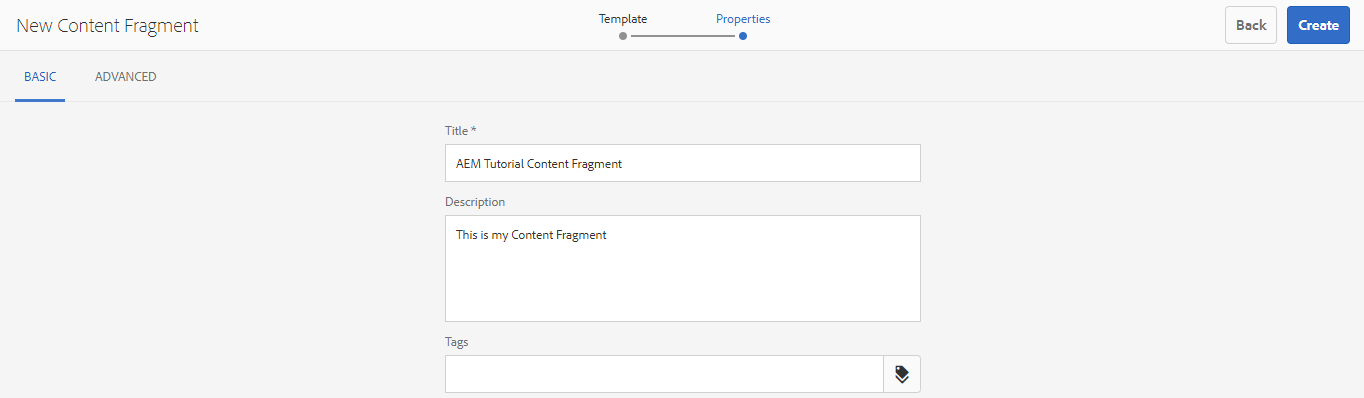 New Content Fragment
Template
Properties
Back
Create
BASIC
ADVANCED
Title *
AEM Tutorial Content Fragment
Description
This is my Content Fragment
Tags